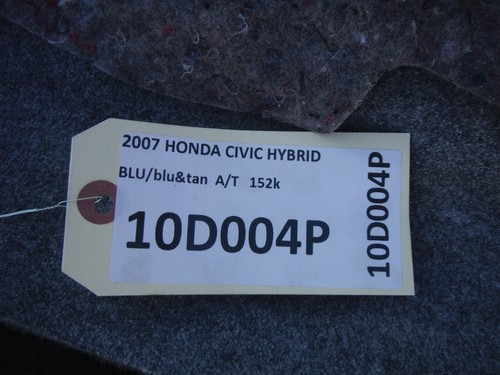 2007 HONDA CIVIC HYBRID
BLU/blu&tan A/T 152k
10D004P
10D004P